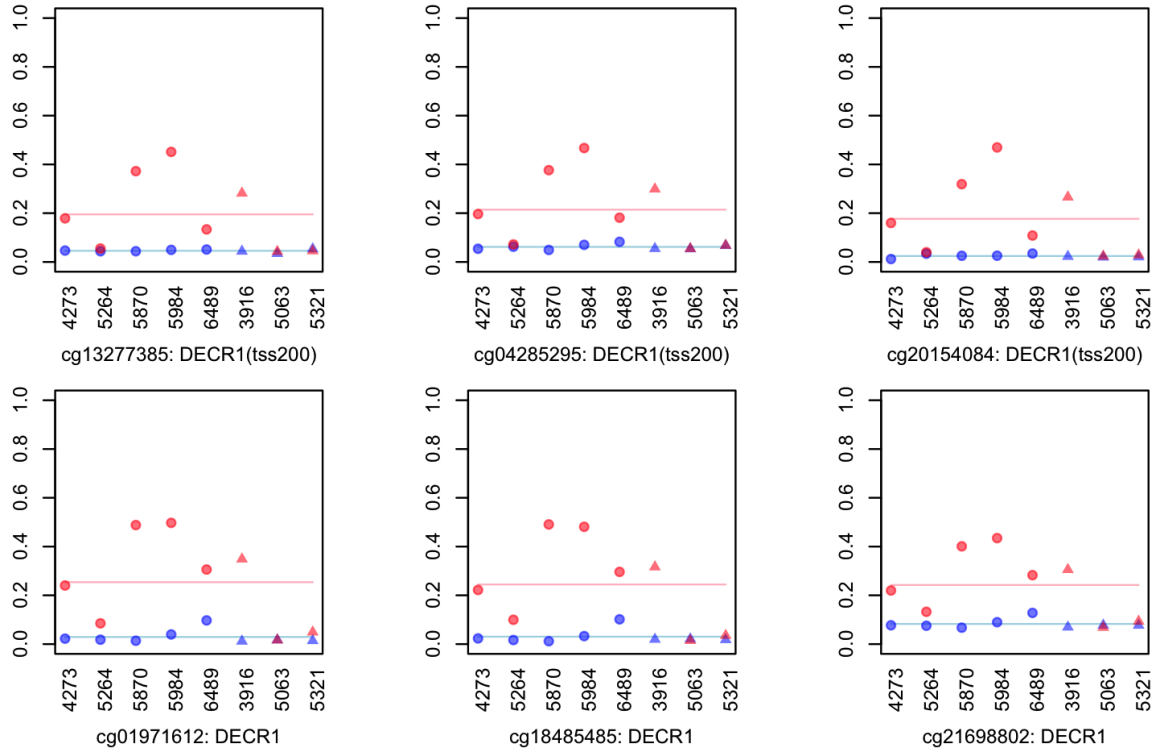 0.0 0.2 0.4 0.6 0.8 1.0
4273 5264 5870 5984 6489 3916 5063 5321
cg13277385: DECR1(tss200)
0.0 0.2 0.4 0.6 0.8 1.0
4273 5264 5870 5984 6489 3916 5063 5321
cg04285295: DECR1(tss200)
0.0 0.2 0.4 0.6 0.8 1.0
4273 5264 5870 5984 6489 3916 5063 5321
cg20154084: DECR1(tss200)
0.0 0.2 0.4 0.6 0.8 1.0
4273 5264 5870 5984 6489 3916 5063 5321
cg01971612: DECR1
0.0 0.2 0.4 0.6 0.8 1.0
4273 5264 5870 5984 6489 3916 5063 5321
cg18485485: DECR1
0.0 0.2 0.4 0.6 0.8 1.0
4273 5264 5870 5984 6489 3916 5063 5321
cg21698802: DECR1